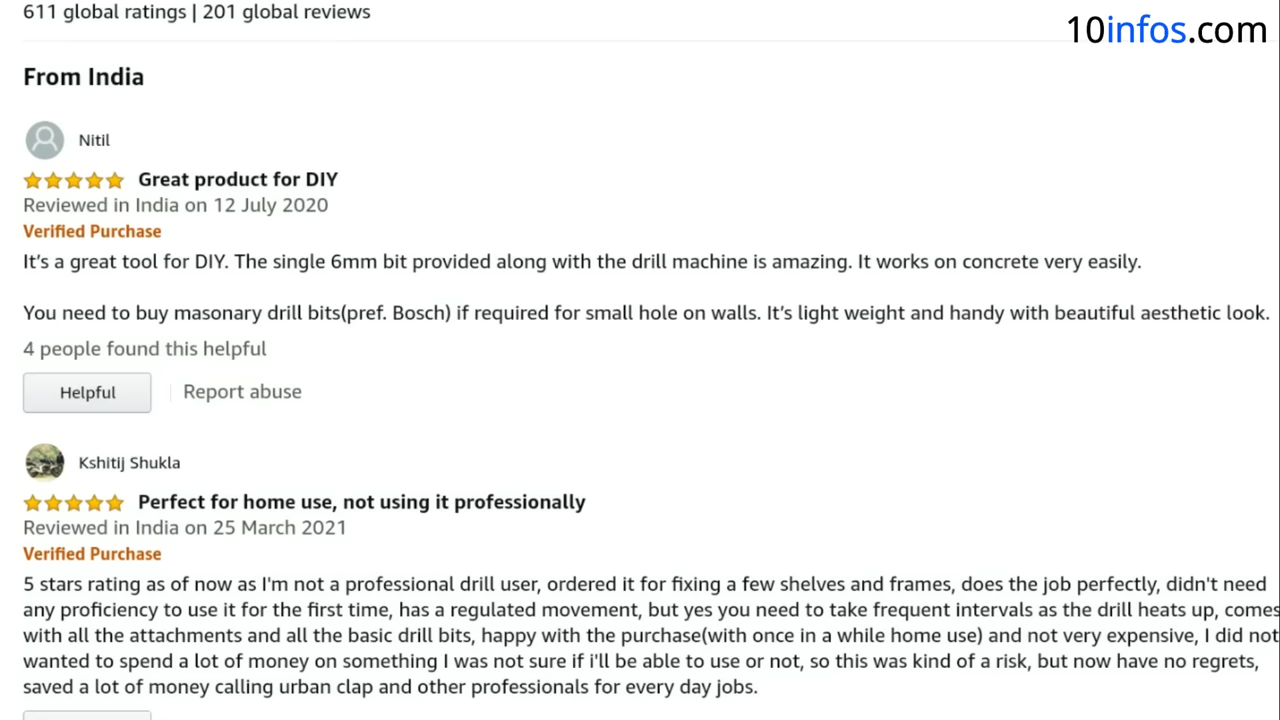 611 global ratings | 201 global reviews
10infos.com
From India
Nitil
Great product for DIY
Reviewed in India on 12 July 2020
Verified Purchase
It's a great tool for DIY. The single 6mm bit provided along with the drill machine is amazing. It works on concrete very easily.
You need to buy masonary drill bits(pref. Bosch) if required for small hole on walls. It's light weight and handy with beautiful aesthetic look.
4 people found this helpful
Helpful
Report abuse
Kshitij Shukla
Perfect for home use, not using it professionally
Reviewed in India on 25 March 2021
Verified Purchase
5 stars rating as of now as I'm not a professional drill user, ordered it for fixing a few shelves and frames, does the job perfectly, didn't need
any proficiency to use it for the first time, has a regulated movement, but yes you need to take frequent intervals as the drill heats up, comes
with all the attachments and all the basic drill bits, happy with the purchase(with once in a while home use) and not very expensive, I did not
wanted to spend a lot of money on something I was not sure if i'll be able to use or not, so this was kind of a risk, but now have no regrets,
saved a lot of money calling urban clap and other professionals for every day jobs.